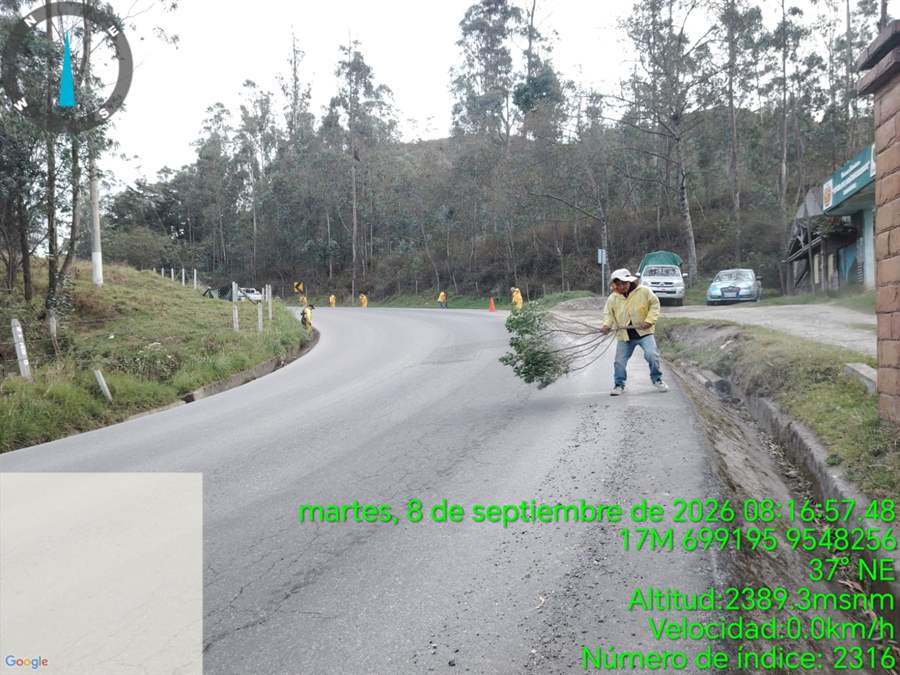 martes, 8 de septiembre de 2026 08:16:57.48
17M 699195 9548256
37° NE
Altitud:2389.3msnm
Velocidad:0.0km/h
Número de índice: 2316
Google